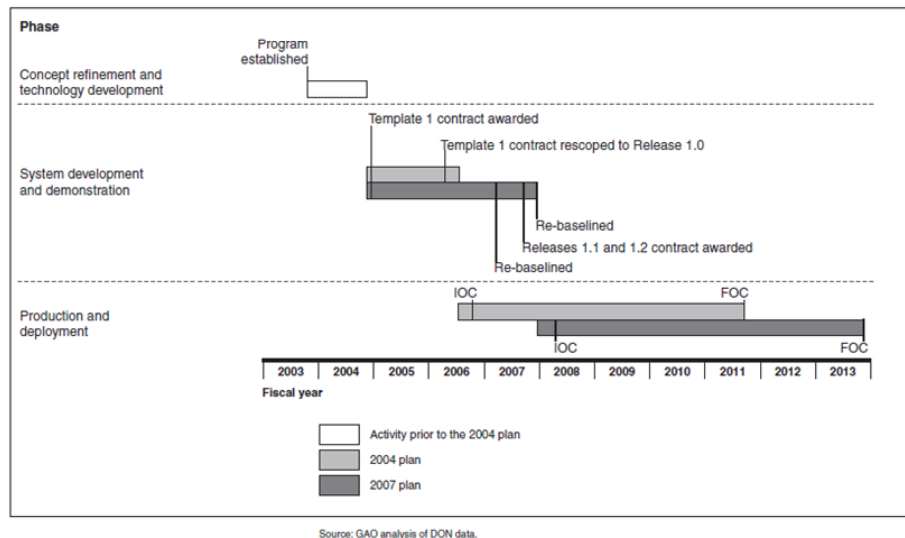 Phase
Program
established
Concept refinement and
technology development
Template 1 contract awarded
Template 1 contract rescoped to Release 1.0
System development
and demonstration
Re-baselined
Releases 1.1 and 1.2 contract awarded
Re-baselined
IOC FOC
Production and
deployment
IOC FOC
2003 2004 2005 2006 2007 2008 2009 2010 2011 2012 2013
Fiscal year
Activity prior to the 2004 plan
2004 plan
2007 plan
Source: GAO analysis of DON data.